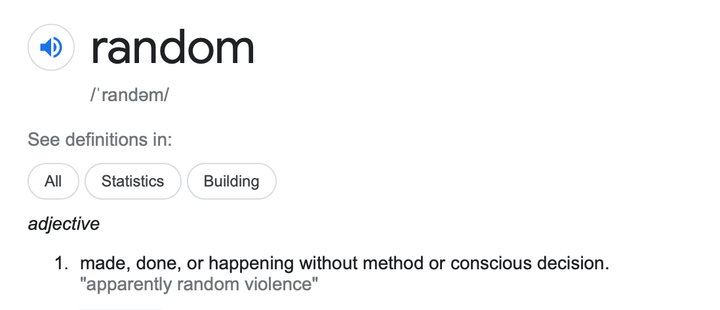 random
/ˈrandəm/
See definitions in:
All Statistics Building
adjective
1. made, done, or happening without method or conscious decision.
"apparently random violence"